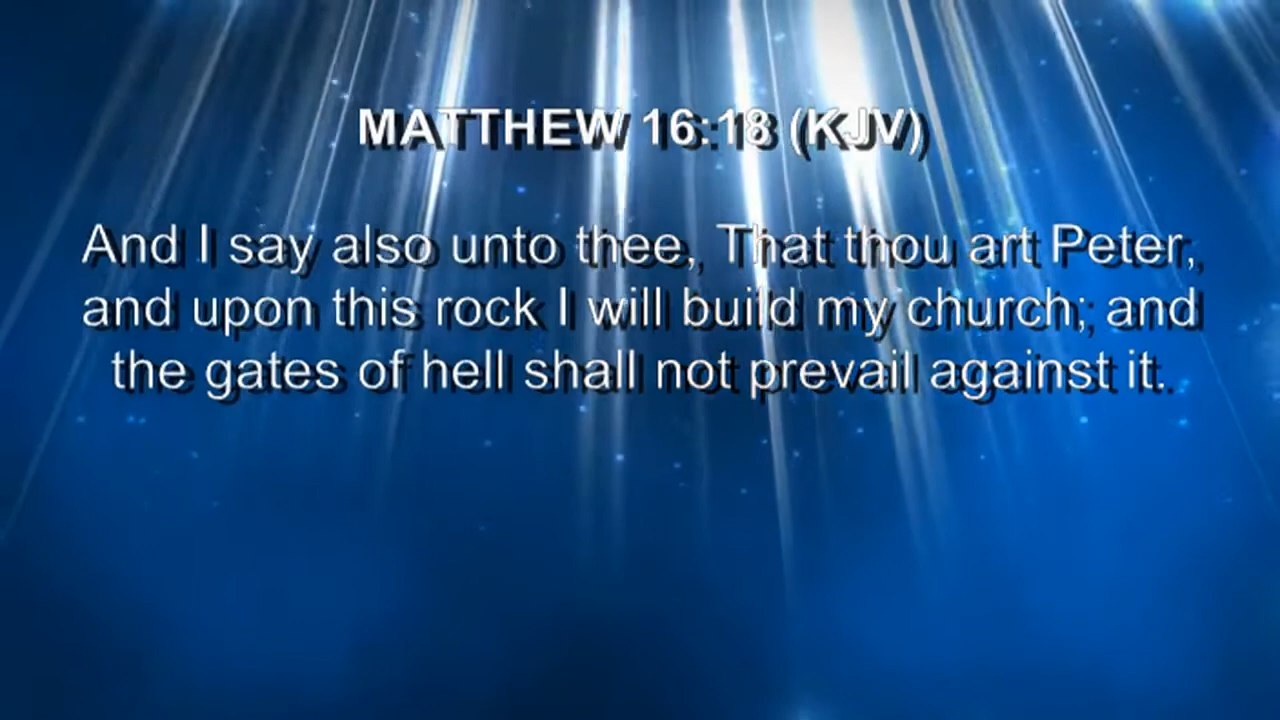 MATTHEW 16:18 (KJV)
And I say also unto thee, That thou art Peter,
and upon this rock I will build my church; and
the gates of hell shall not prevail against it.